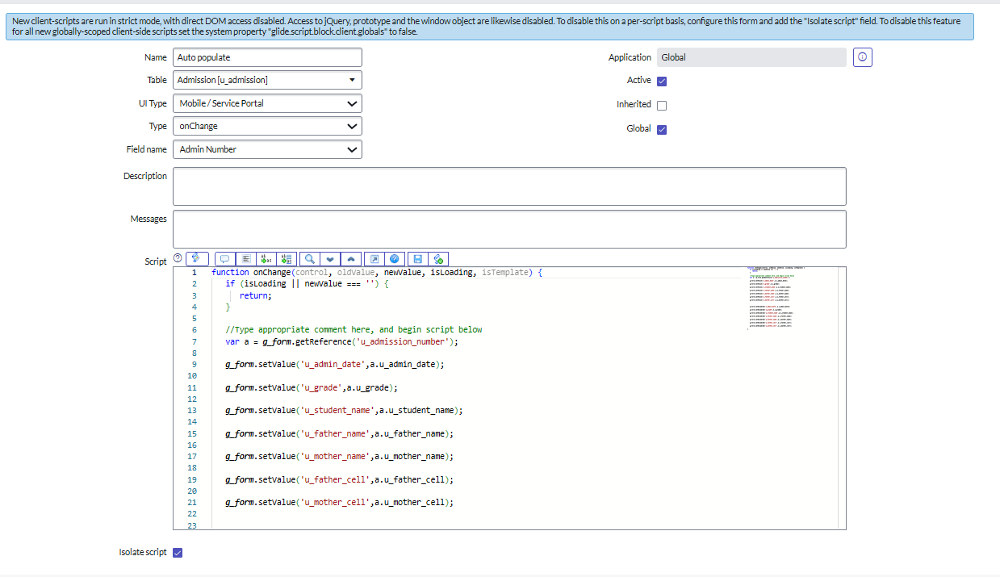 New client-scripts are run in strict mode, with direct DOM access disabled. Access to jQuery, prototype and the window object are likewise disabled. To disable this on a per-script basis, configure this form and add the "Isolate script" field. To disable this feature
for all new globally-scoped client-side scripts set the system property "glide.script.block.client.globals" to false.
Name Auto populate Application Global
Table Admission [u_admission] Active
UI Type Mobile / Service Portal Inherited
Type onChange Global
Field name Admin Number
Description
Messages
Script
1 function onChange(control, oldValue, newValue, isLoading, isTemplate) {
2 if (isLoading || newValue === '') {
3 return;
4 }
5
6 //Type appropriate comment here, and begin script below
7 var a = g_form.getReference('u_admission_number');
8
9 g_form.setValue('u_admin_date',a.u_admin_date);
10
11 g_form.setValue('u_grade',a.u_grade);
12
13 g_form.setValue('u_student_name',a.u_student_name);
14
15 g_form.setValue('u_father_name',a.u_father_name);
16
17 g_form.setValue('u_mother_name',a.u_mother_name);
18
19 g_form.setValue('u_father_cell',a.u_father_cell);
20
21 g_form.setValue('u_mother_cell',a.u_mother_cell);
22
23
Isolate script